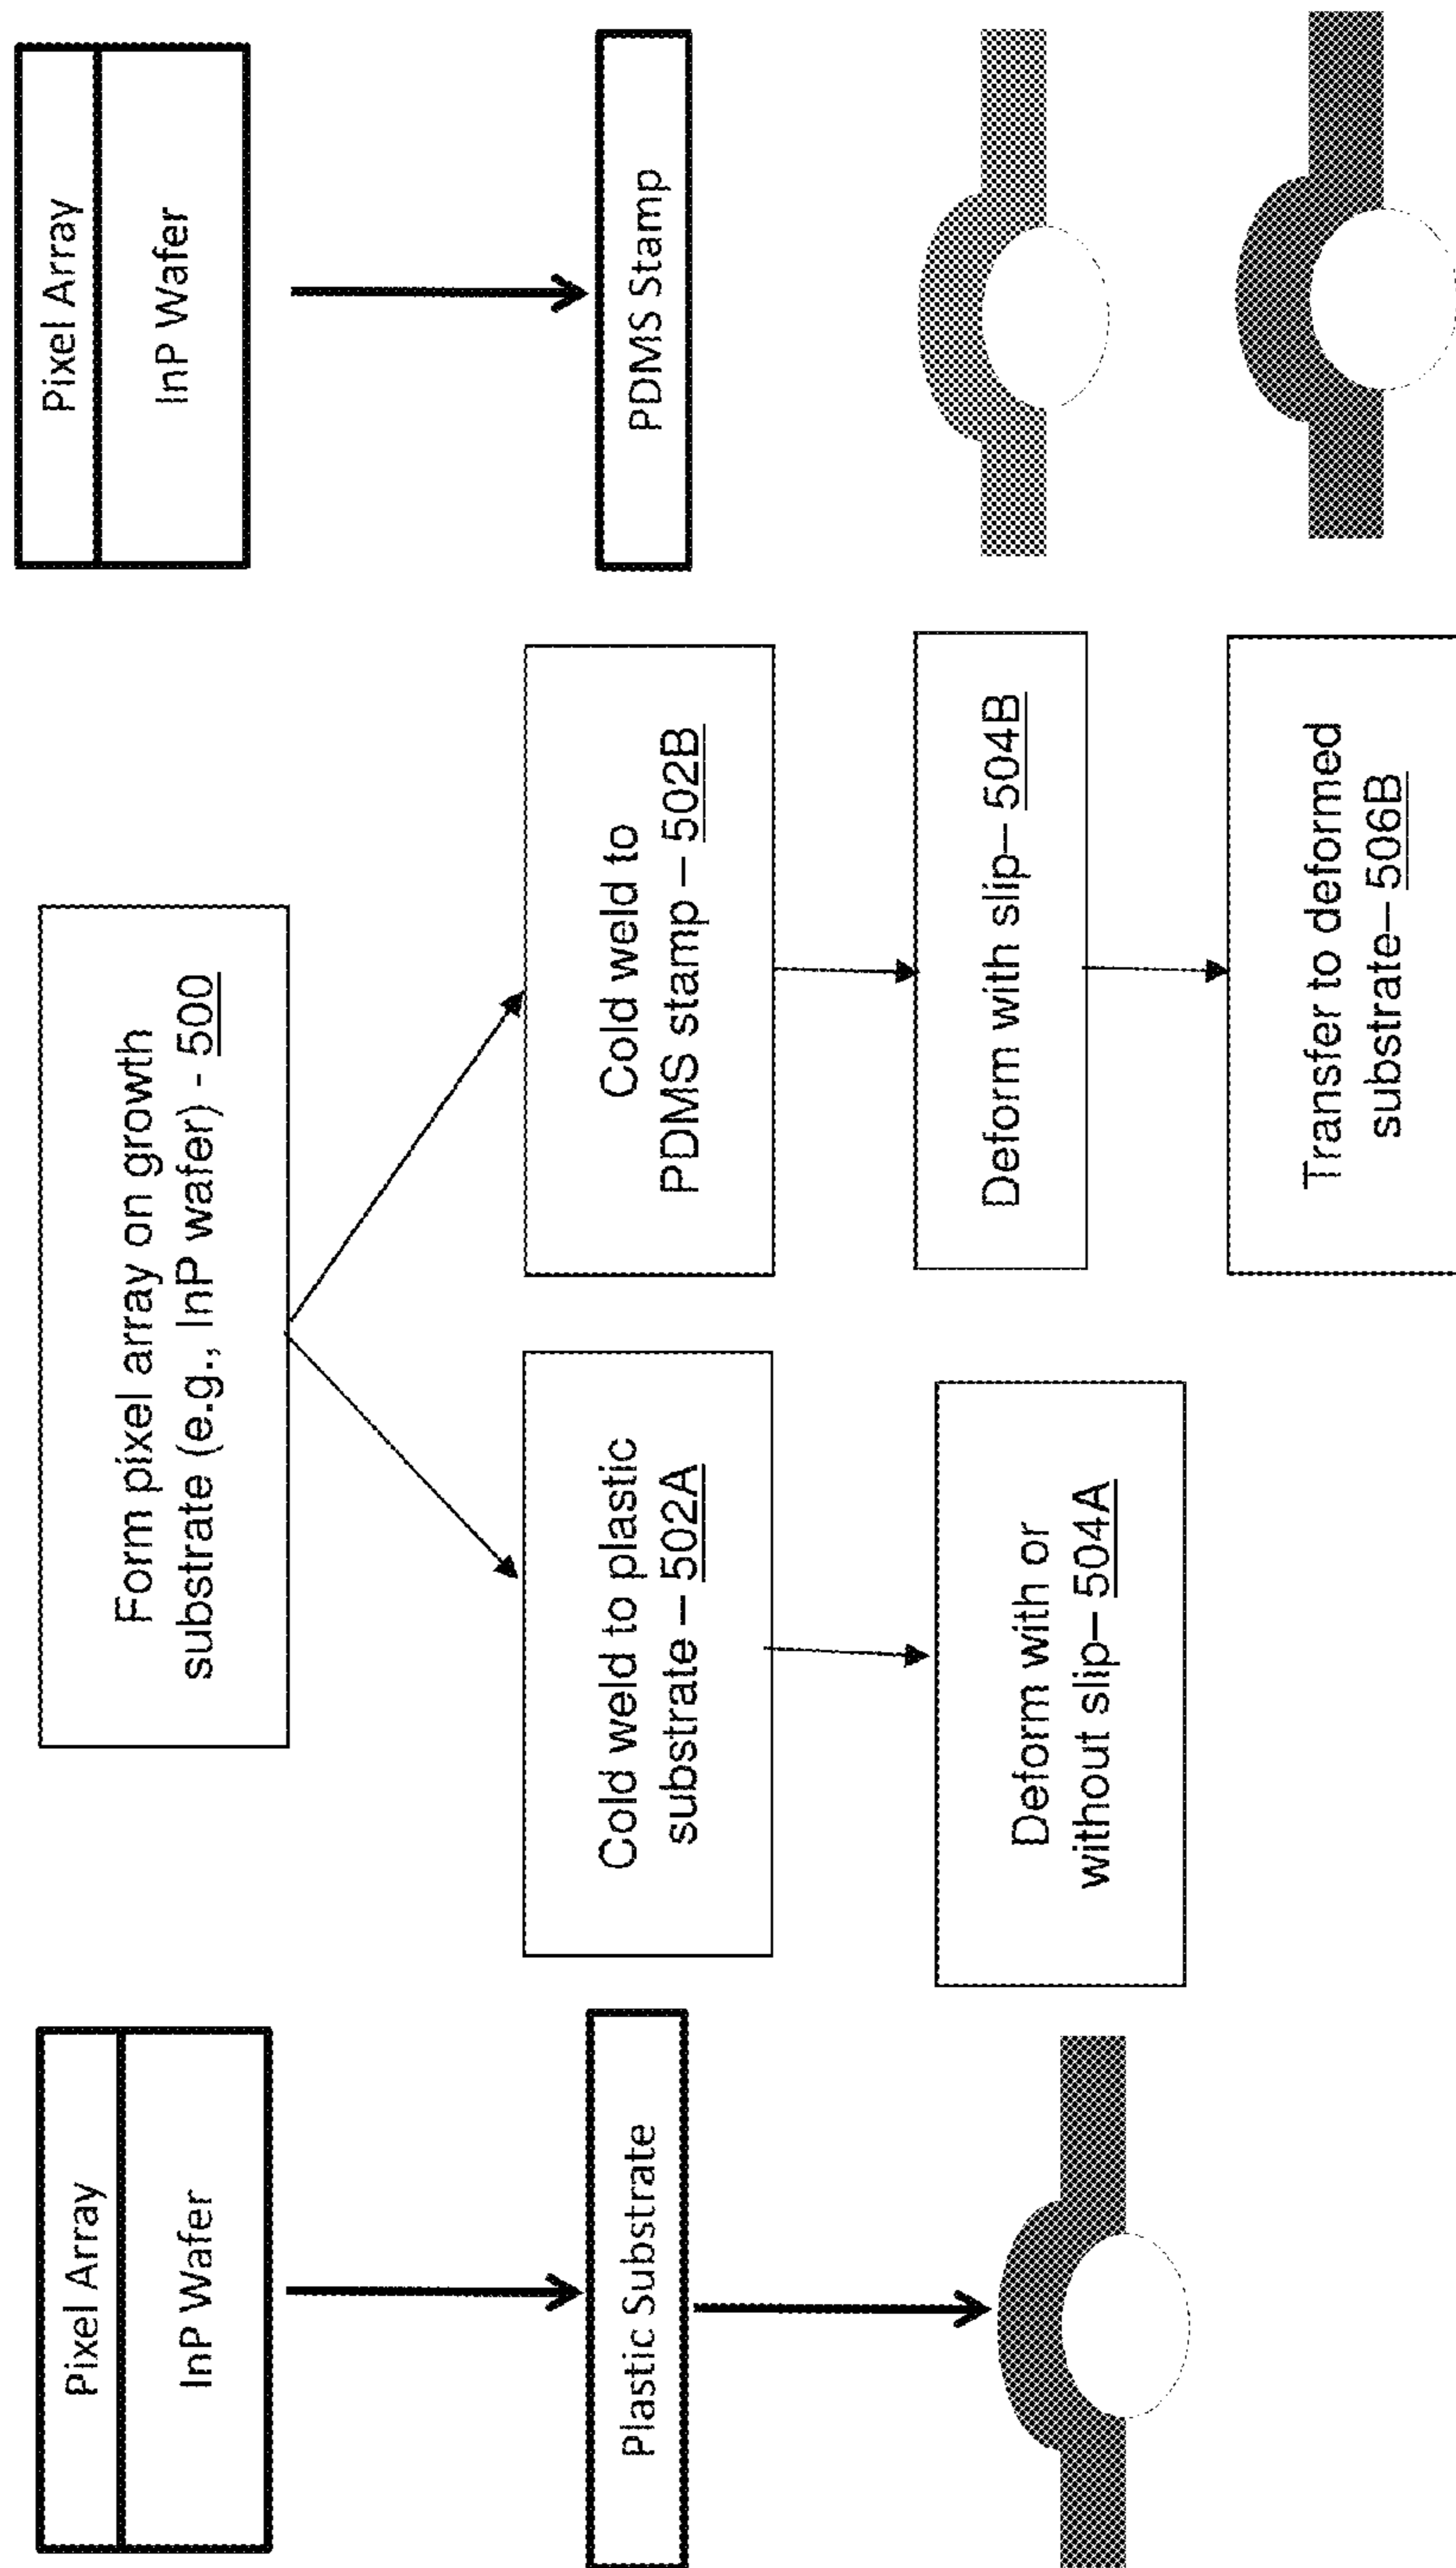 Form pixel array on growth
substrate (e.g., InP wafer) - 500
Pixel Array
InP Wafer
Plastic Substrate
Cold weld to plastic
substrate – 502A
Deform with or
without slip– 504A
Cold weld to
PDMS stamp – 502B
Deform with slip– 504B
Transfer to deformed
substrate– 506B
Pixel Array
InP Wafer
PDMS Stamp